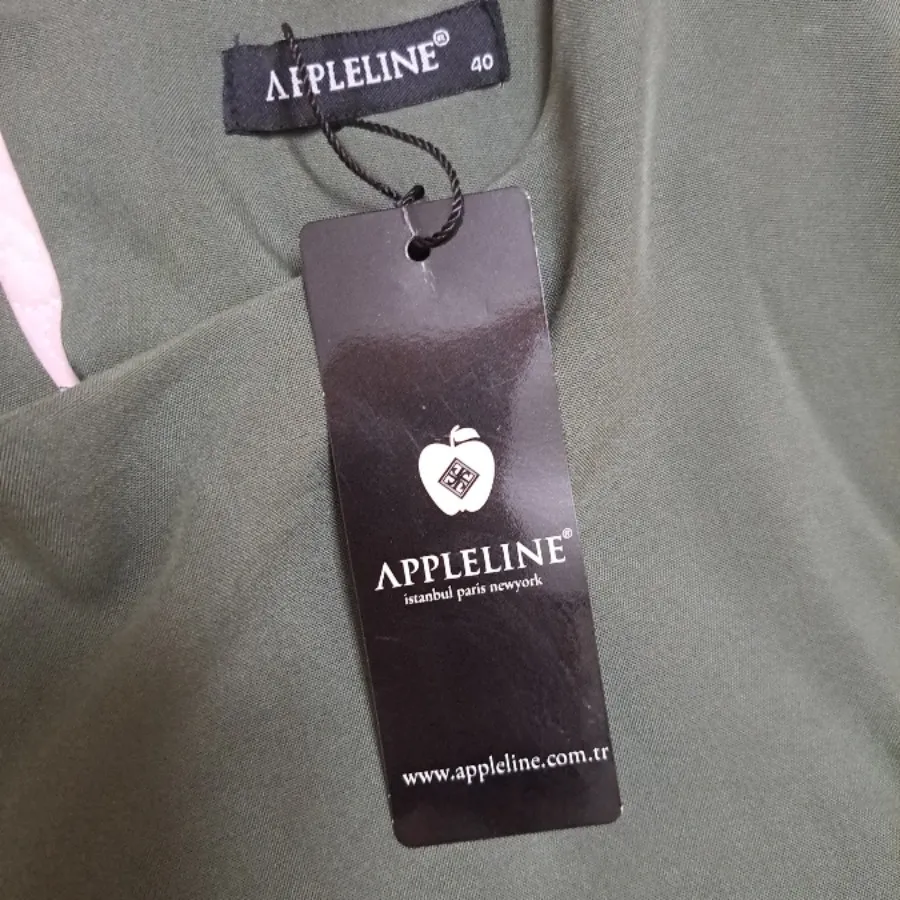 APPLELINE®
40
APPLELINE®
istanbul paris newyork
www.appleline.com.tr